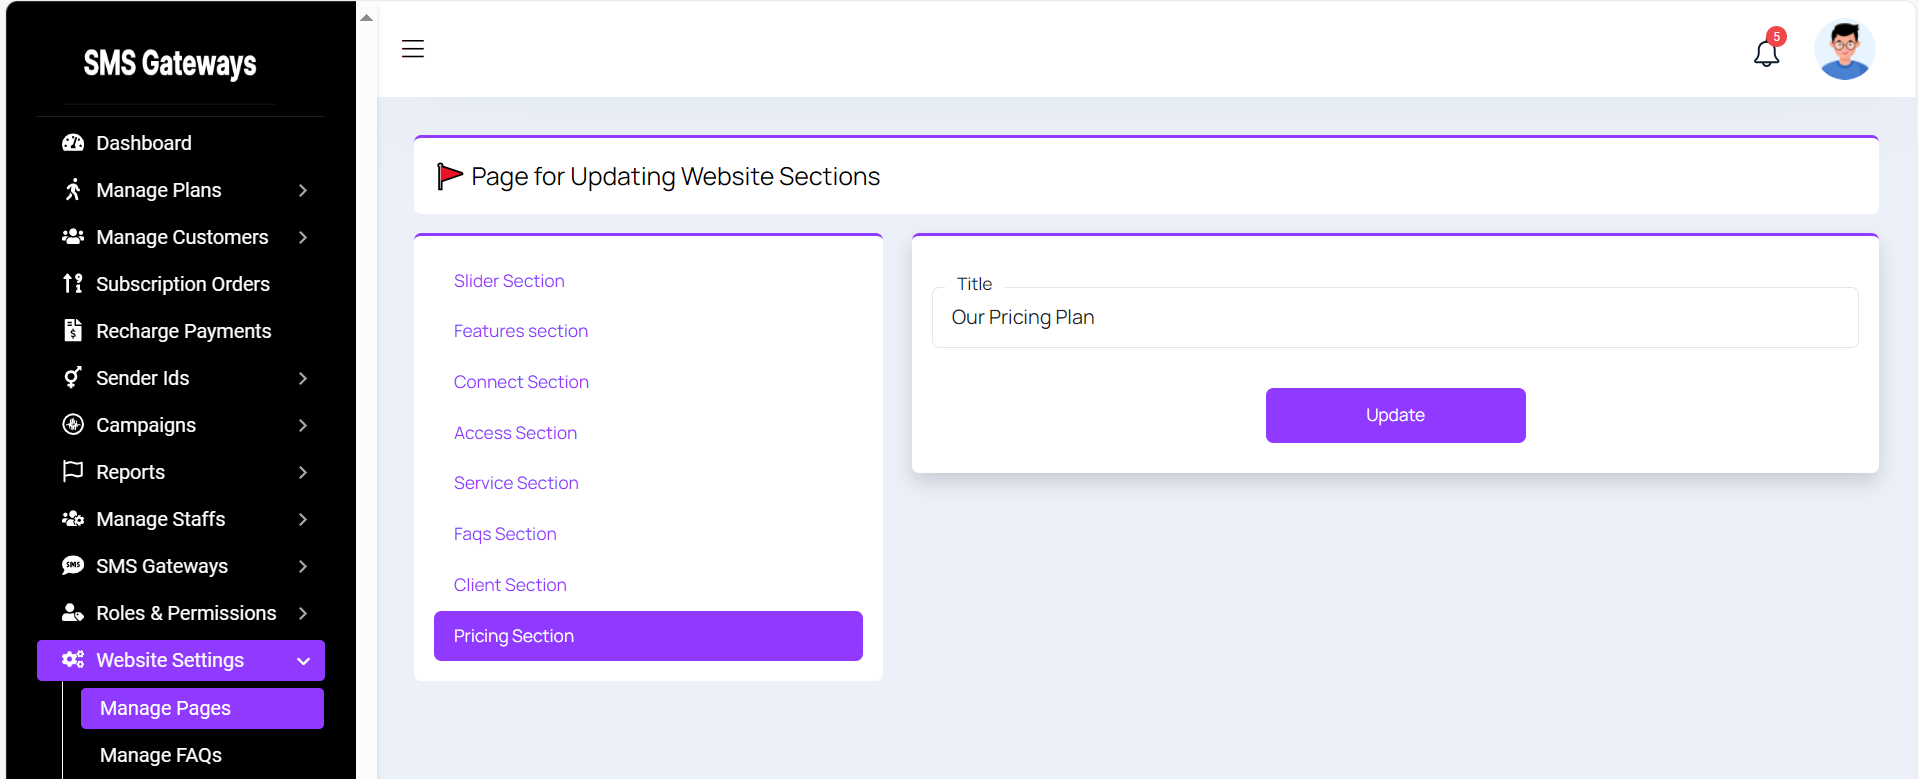 SMS Gateways
Dashboard
Manage Plans
Manage Customers
Subscription Orders
Recharge Payments
Sender Ids
Campaigns
Reports
Manage Staffs
SMS Gateways
Roles & Permissions
Website Settings
Manage Pages
Manage FAQs
5
Page for Updating Website Sections
Slider Section
Features section
Connect Section
Access Section
Service Section
Faqs Section
Client Section
Pricing Section
Title
Our Pricing Plan
Update